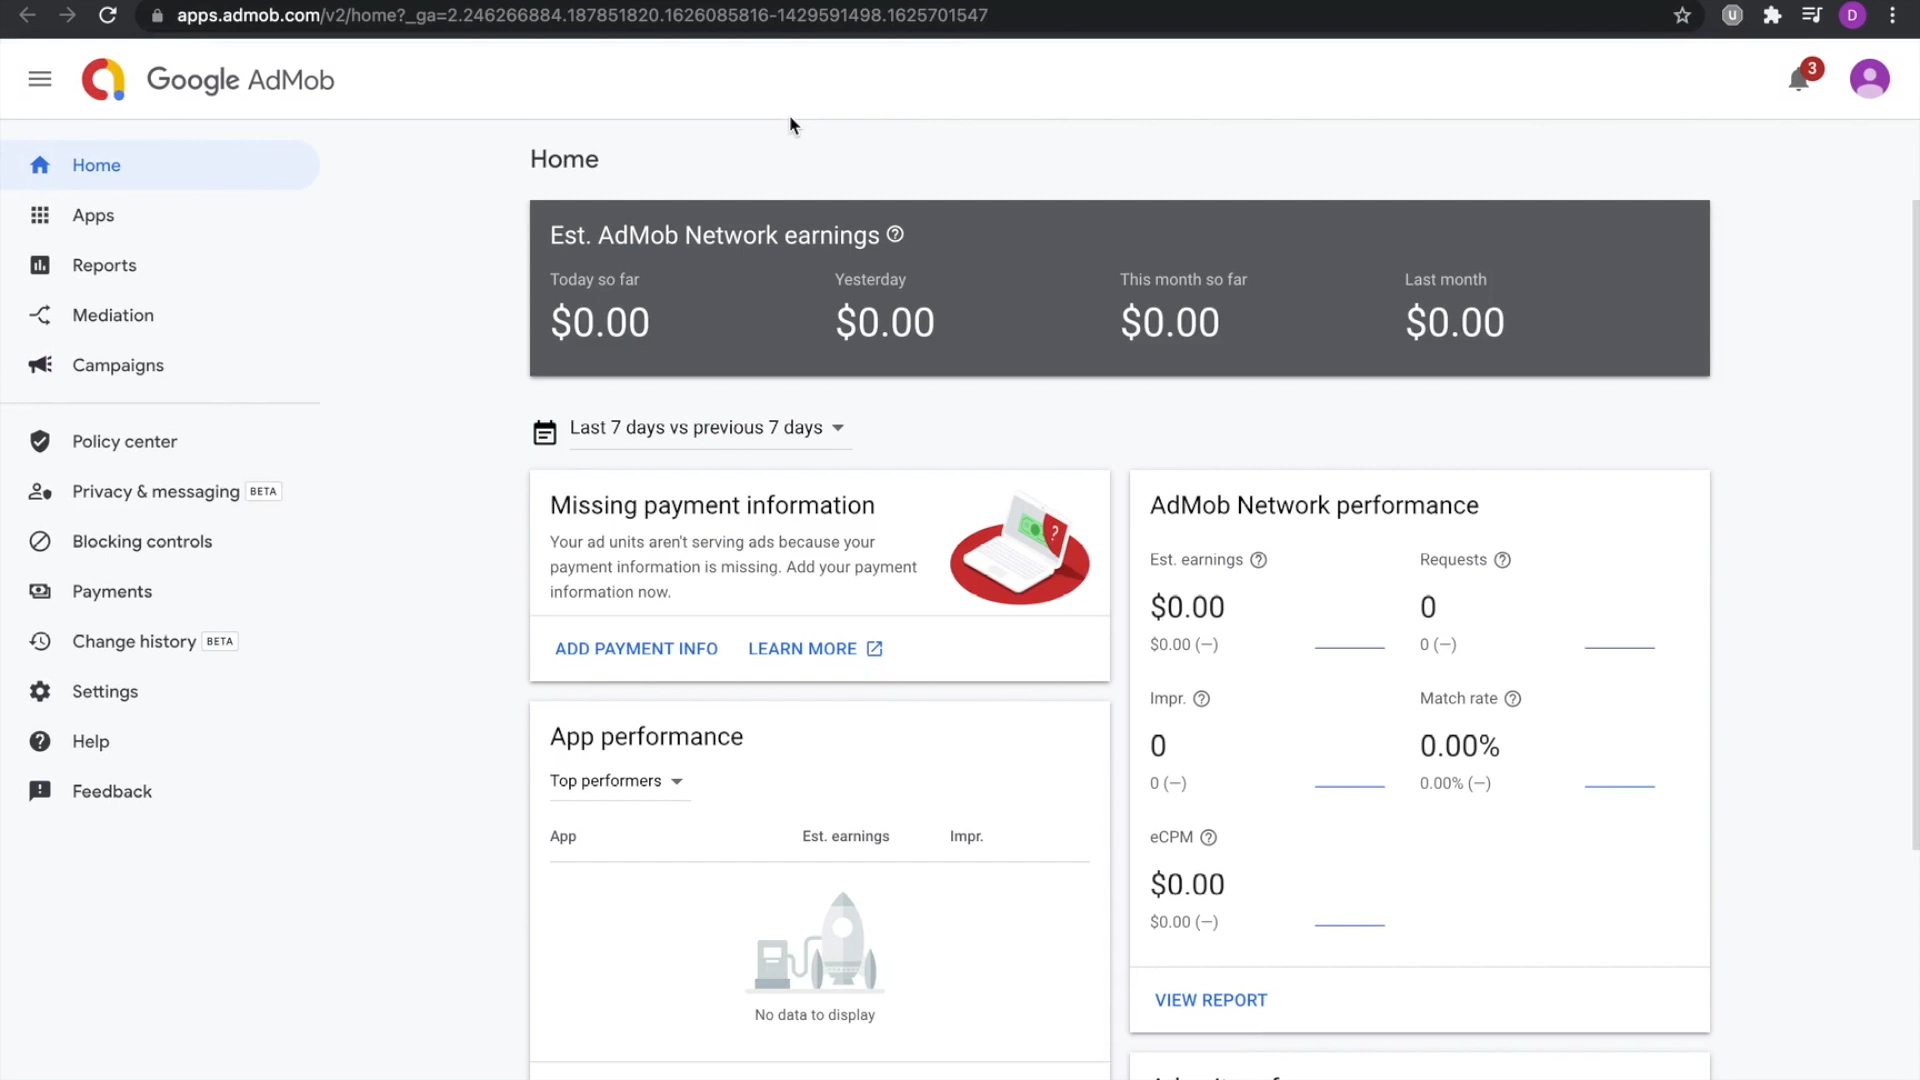 apps.admob.com/v2/home?_ga=2.246266884.187851820.1626085816-1429591498.1625701547
U
D
Google AdMob
3
Home
Apps
Reports
Mediation
Campaigns
Policy center
Privacy & messaging BETA
Blocking controls
Payments
Change history BETA
Settings
Help
Feedback
Home
Est. AdMob Network earnings
Today so far
$0.00
Yesterday
$0.00
This month so far
$0.00
Last month
$0.00
Last 7 days vs previous 7 days
Missing payment information
Your ad units aren't serving ads because your
payment information is missing. Add your payment
information now.
ADD PAYMENT INFO LEARN MORE
App performance
Top performers
App Est. earnings Impr.
No data to display
AdMob Network performance
Est. earnings
$0.00
$0.00 (–)
Requests
0
0 (–)
Impr.
0
0 (–)
Match rate
0.00%
0.00% (–)
eCPM
$0.00
$0.00 (–)
VIEW REPORT